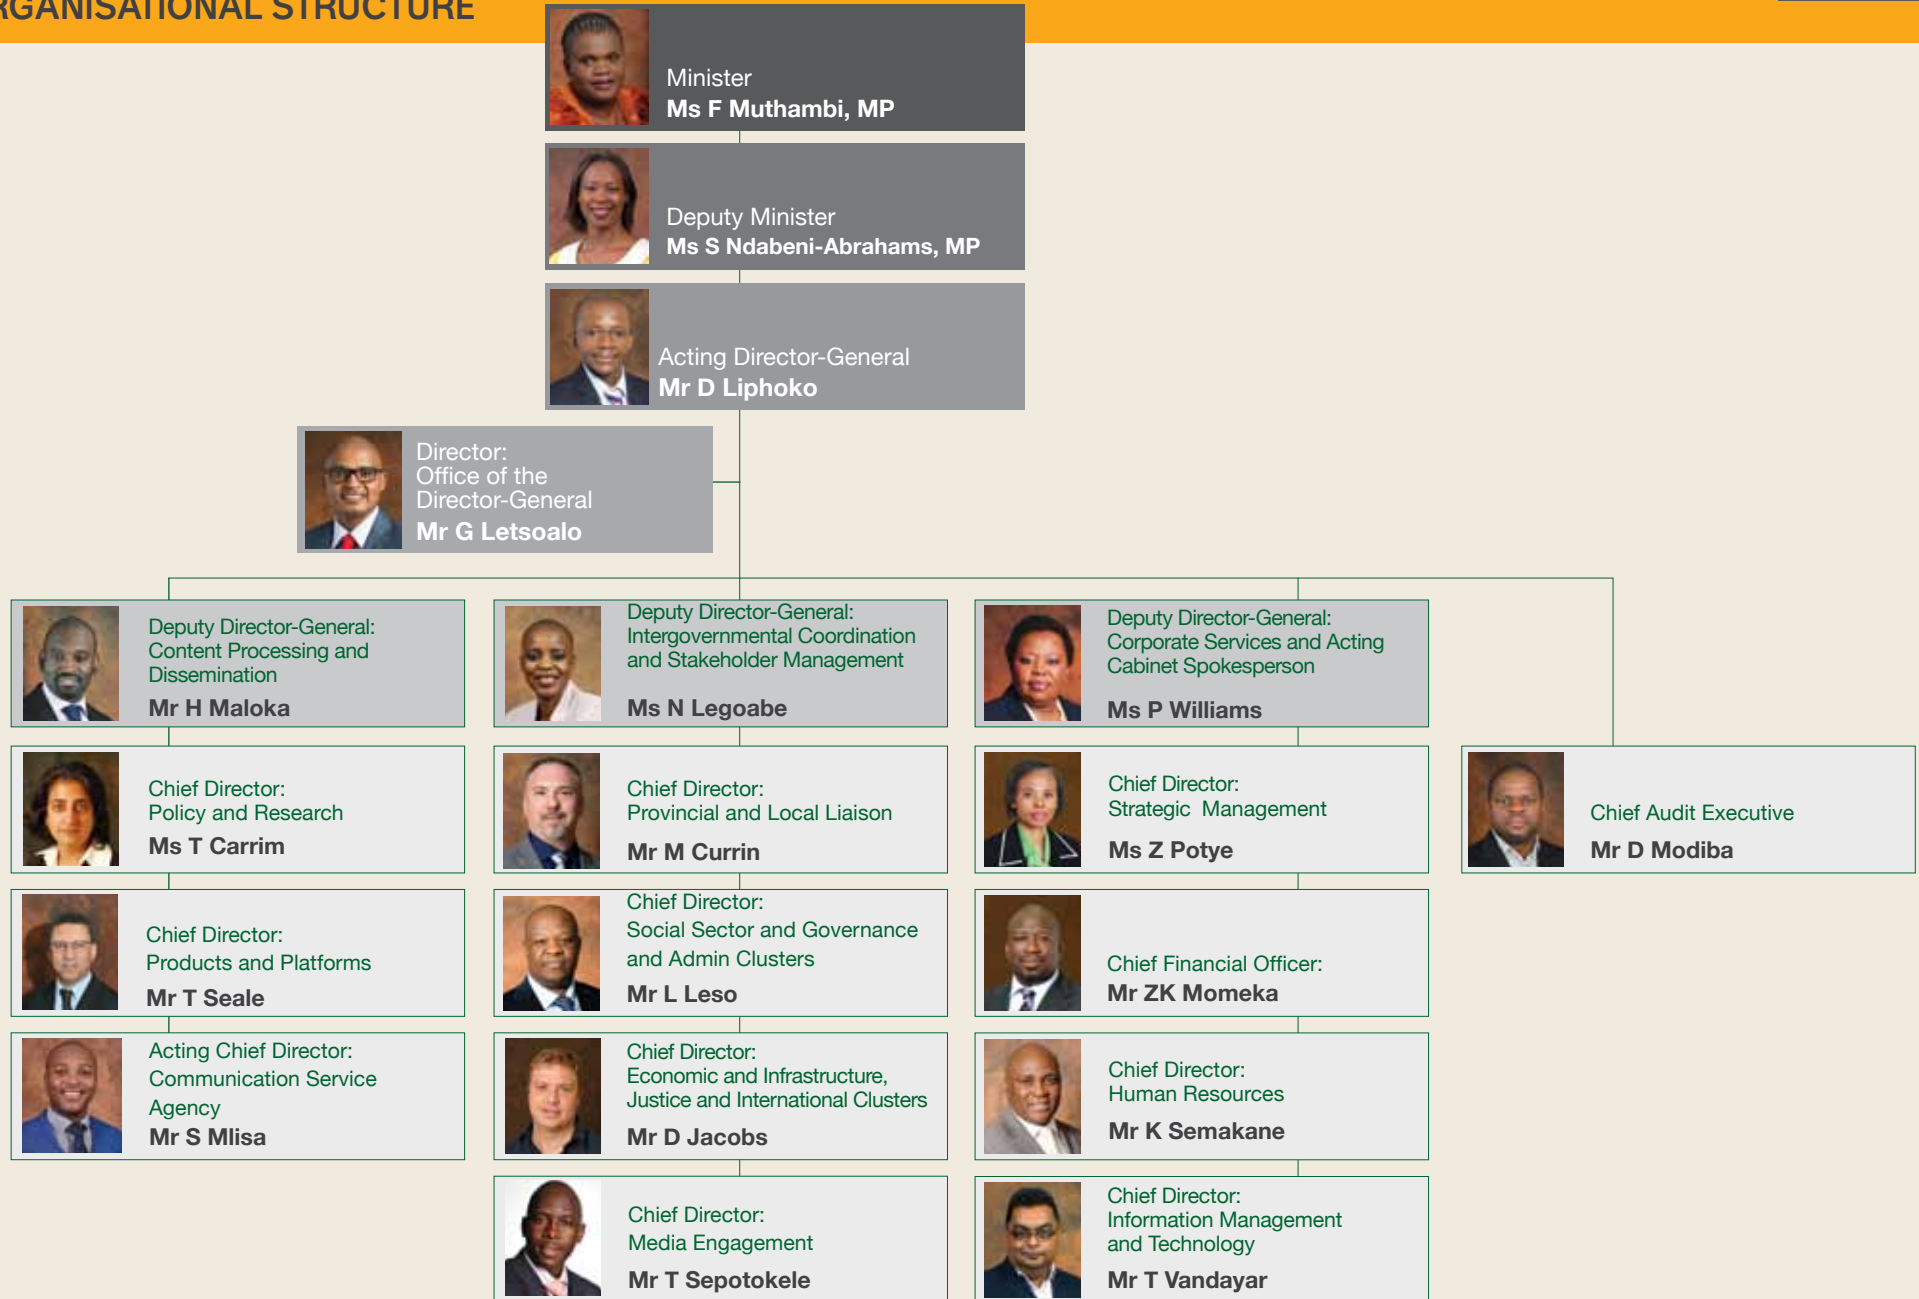 ORGANISATIONAL STRUCTURE
Minister
Ms F Muthambi, MP
Deputy Minister
Ms S Ndabeni-Abrahams, MP
Acting Director-General
Mr D Liphoko
Director:
Office of the
Director-General
Mr G Letsoalo
Deputy Director-General:
Content Processing and
Dissemination
Mr H Maloka
Deputy Director-General:
Intergovernmental Coordination
and Stakeholder Management
Ms N Legoabe
Deputy Director-General:
Corporate Services and Acting
Cabinet Spokesperson
Ms P Williams
Chief Director:
Policy and Research
Ms T Carrim
Chief Director:
Provincial and Local Liaison
Mr M Currin
Chief Director:
Strategic Management
Ms Z Potye
Chief Audit Executive
Mr D Modiba
Chief Director:
Products and Platforms
Mr T Seale
Chief Director:
Social Sector and Governance
and Admin Clusters
Mr L Leso
Chief Financial Officer:
Mr ZK Momeka
Acting Chief Director:
Communication Service
Agency
Mr S Mlisa
Chief Director:
Economic and Infrastructure,
Justice and International Clusters
Mr D Jacobs
Chief Director:
Human Resources
Mr K Semakane
Chief Director:
Media Engagement
Mr T Sepotokele
Chief Director:
Information Management
and Technology
Mr T Vandayar